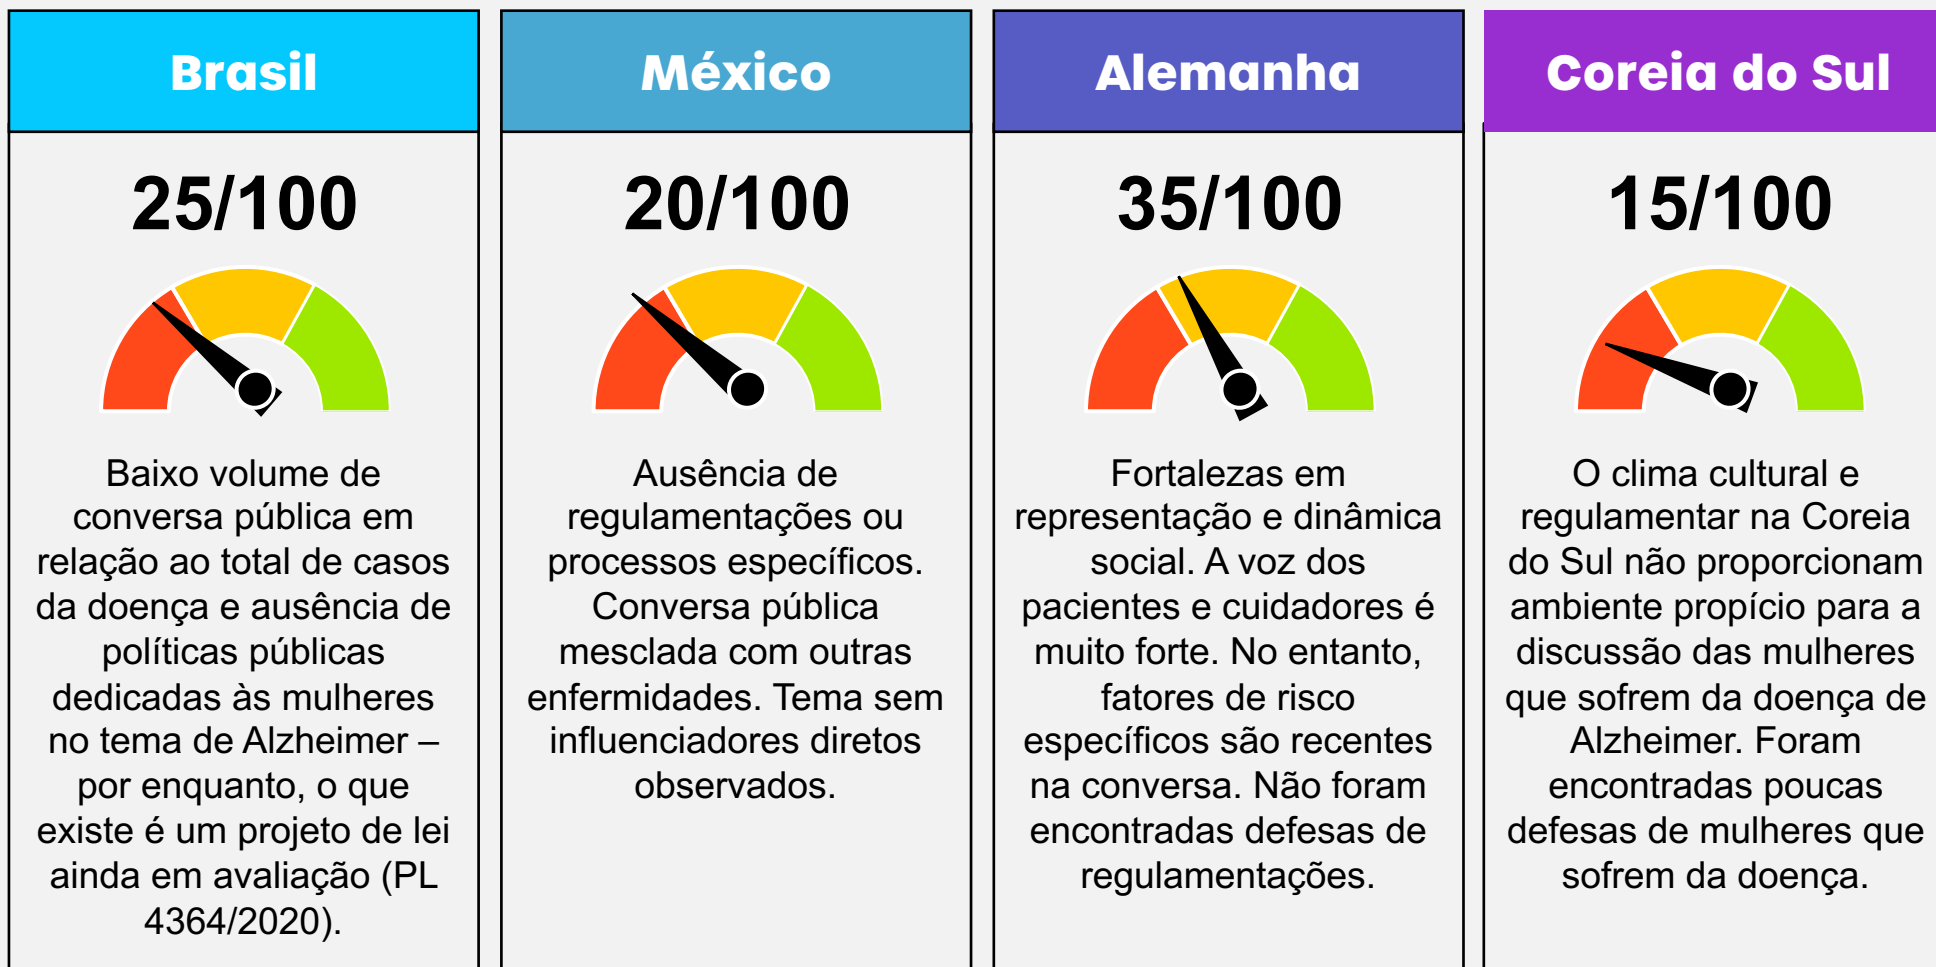 Brasil
25/100
Baixo volume de
conversa pública em
relação ao total de casos
da doença e ausência de
políticas públicas
dedicadas às mulheres
no tema de Alzheimer –
por enquanto, o que
existe é um projeto de lei
ainda em avaliação (PL
4364/2020).
México
20/100
Ausência de
regulamentações ou
processos específicos.
Conversa pública
mesclada com outras
enfermidades. Tema sem
influenciadores diretos
observados.
Alemanha
35/100
Fortalezas em
representação e dinâmica
social. A voz dos
pacientes e cuidadores é
muito forte. No entanto,
fatores de risco
específicos são recentes
na conversa. Não foram
encontradas defesas de
regulamentações.
Coreia do Sul
15/100
O clima cultural e
regulamentar na Coreia
do Sul não proporcionam
ambiente propício para a
discussão das mulheres
que sofrem da doença de
Alzheimer. Foram
encontradas poucas
defesas de mulheres que
sofrem da doença.